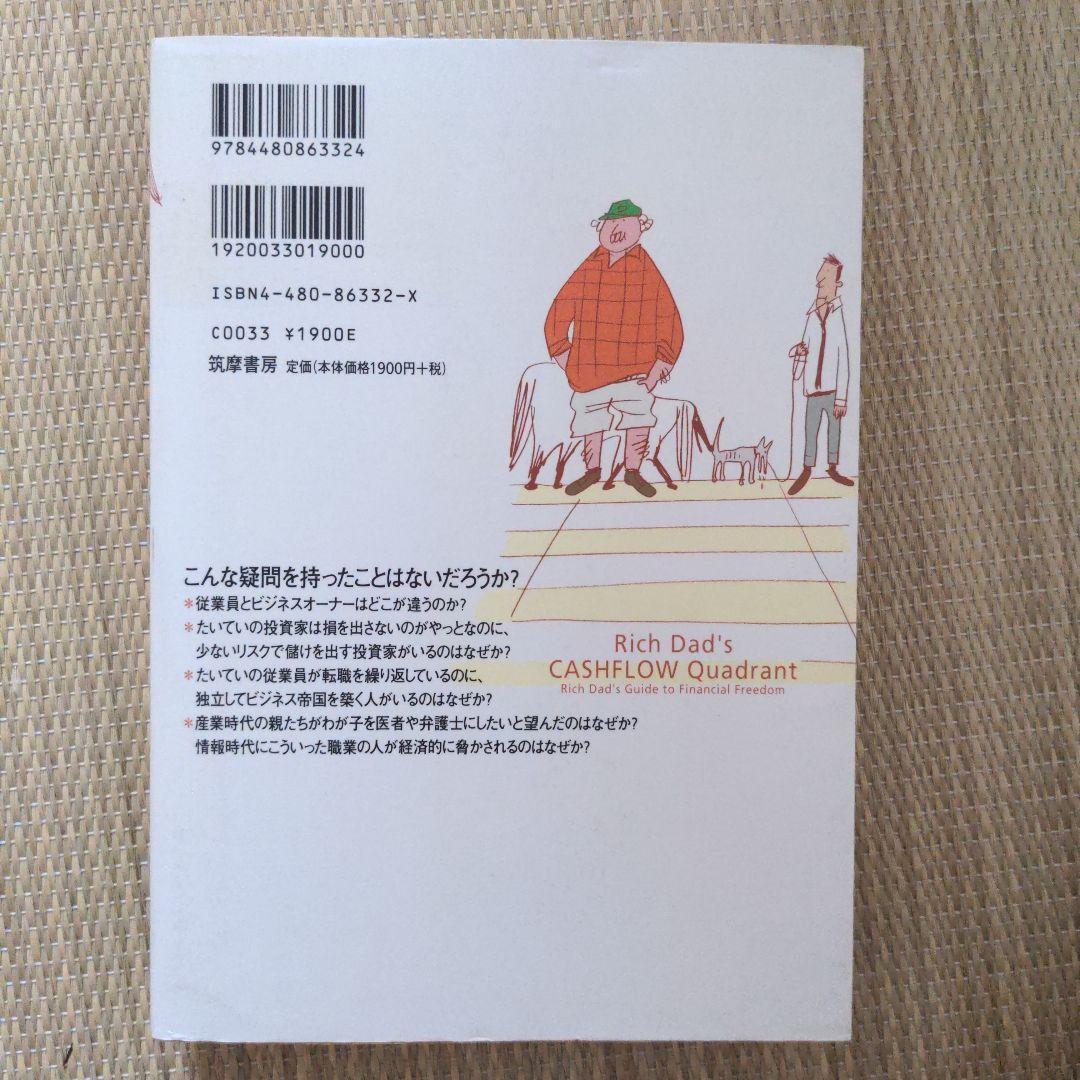 9784480863324
1920033019000
ISBN4-480-86332-X
C0033 ¥1900E
筑摩書房 定価(本体価格1900円+税)
こんな疑問を持ったことはないだろうか?
*従業員とビジネスオーナーはどこが違うのか?
*たいていの投資家は損を出さないのがやっとなのに、
少ないリスクで儲けを出す投資家がいるのはなぜか?
*たいていの従業員が転職を繰り返しているのに、
独立してビジネス帝国を築く人がいるのはなぜか?
*産業時代の親たちがわが子を医者や弁護士にしたいと望んだのはなぜか?
情報時代にこういった職業の人が経済的に脅かされるのはなぜか?
Rich Dad's
CASHFLOW Quadrant
Rich Dad's Guide to Financial Freedom